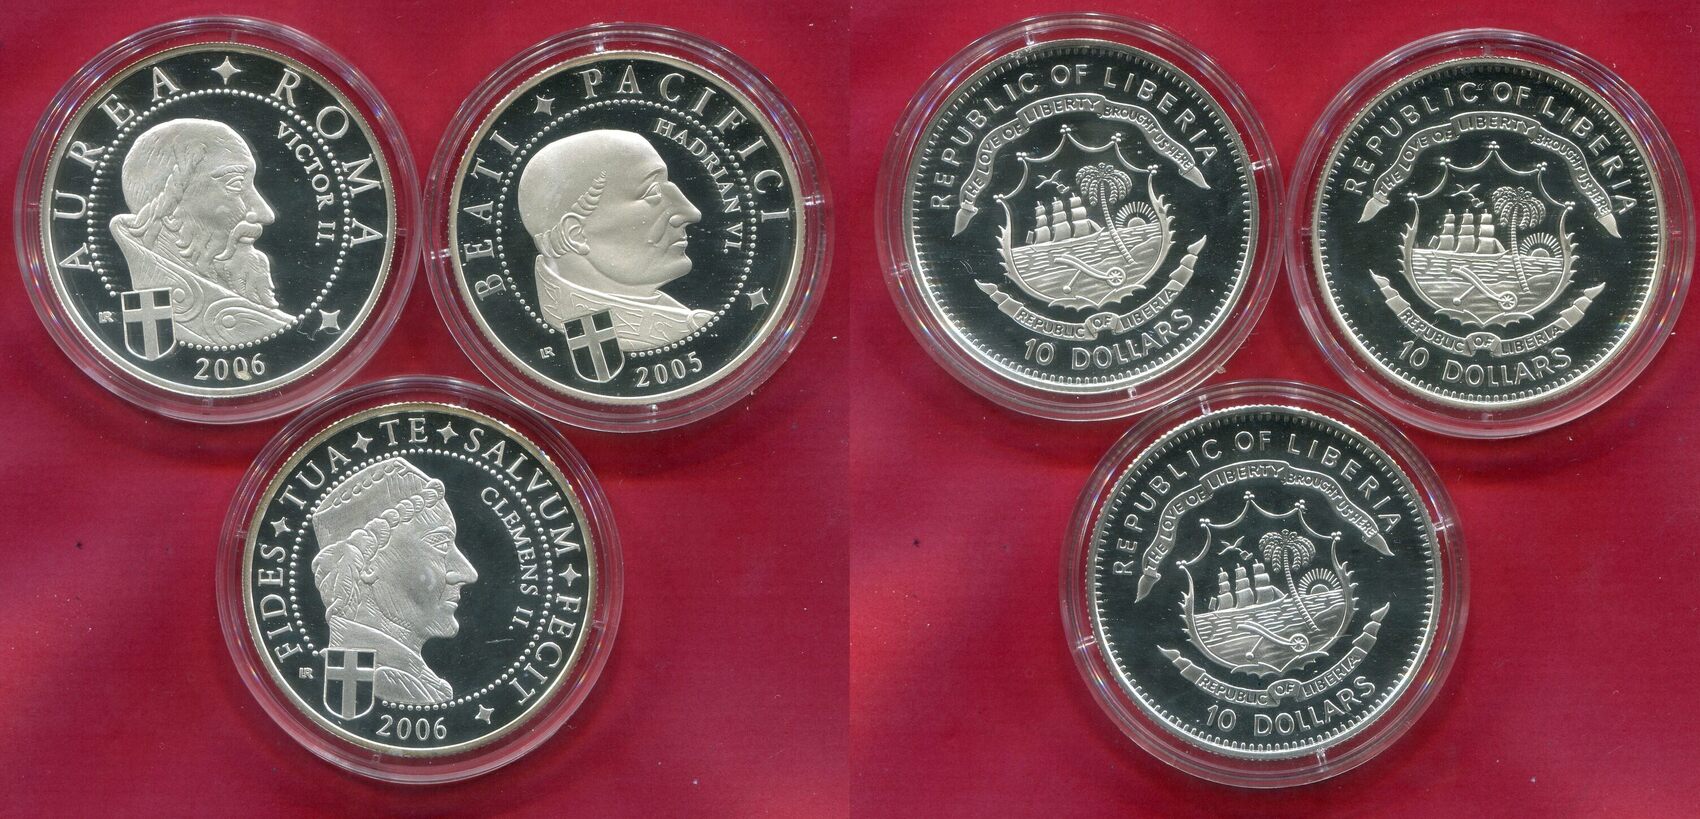 AUREA ✦ ROMA
VICTOR II.
LR
2006
BEATI ✦ PACIFICI ✦
HADRIAN VI.
LR
2005
FIDES ✦ TUA ✦ TE ✦ SALVUM ✦ FECIT ✦
CLEMENS II.
LR
2006
REPUBLIC OF LIBERIA
THE LOVE OF LIBERTY BROUGHT US HERE
REPUBLIC OF LIBERIA
10 DOLLARS
REPUBLIC OF LIBERIA
THE LOVE OF LIBERTY BROUGHT US HERE
REPUBLIC OF LIBERIA
10 DOLLARS
REPUBLIC OF LIBERIA
THE LOVE OF LIBERTY BROUGHT US HERE
REPUBLIC OF LIBERIA
10 DOLLARS